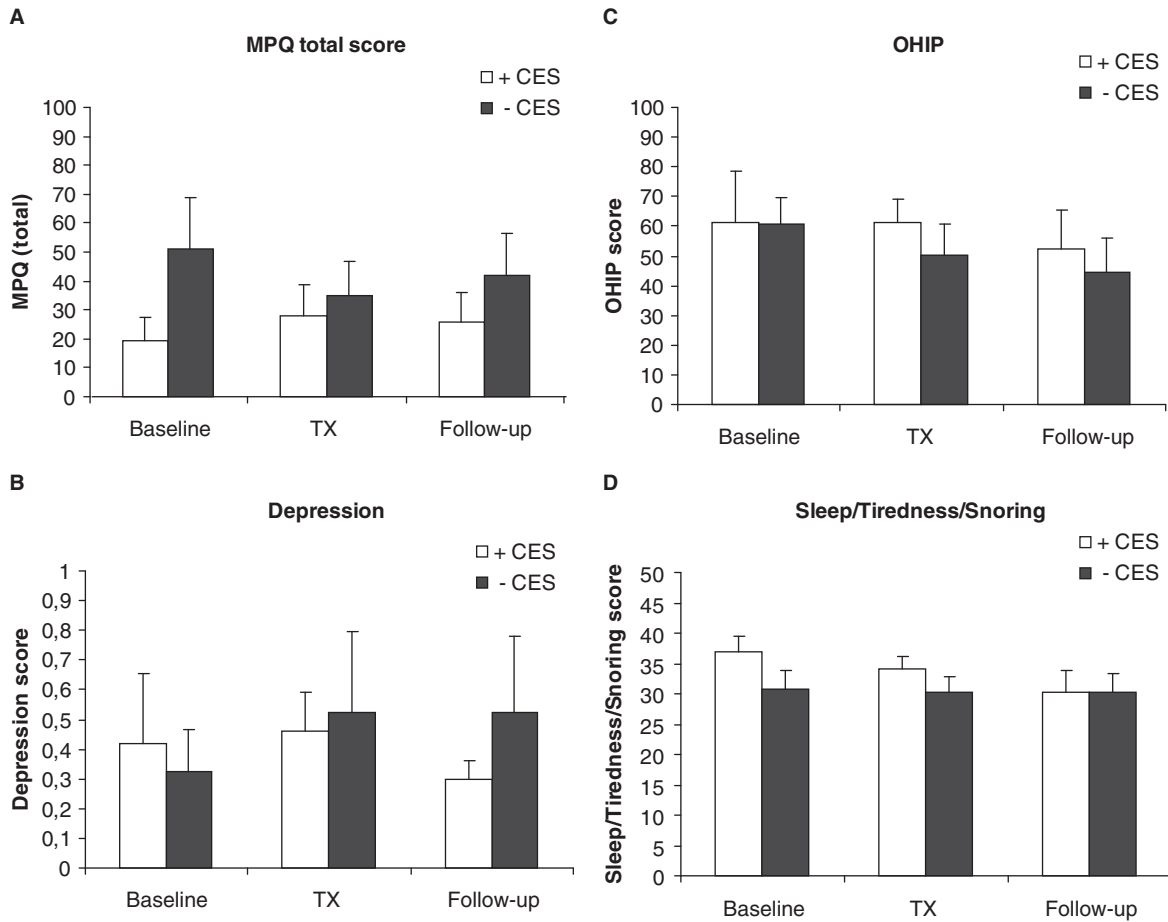 A
MPQ total score
+ CES
- CES
MPQ (total)
100
90
80
70
60
50
40
30
20
10
0
Baseline TX Follow-up
C
OHIP
+ CES
- CES
OHIP score
100
90
80
70
60
50
40
30
20
10
0
Baseline TX Follow-up
B
Depression
+ CES
- CES
Depression score
1
0,9
0,8
0,7
0,6
0,5
0,4
0,3
0,2
0,1
0
Baseline TX Follow-up
D
Sleep/Tiredness/Snoring
+ CES
- CES
Sleep/Tiredness/Snoring score
50
45
40
35
30
25
20
15
10
5
0
Baseline TX Follow-up